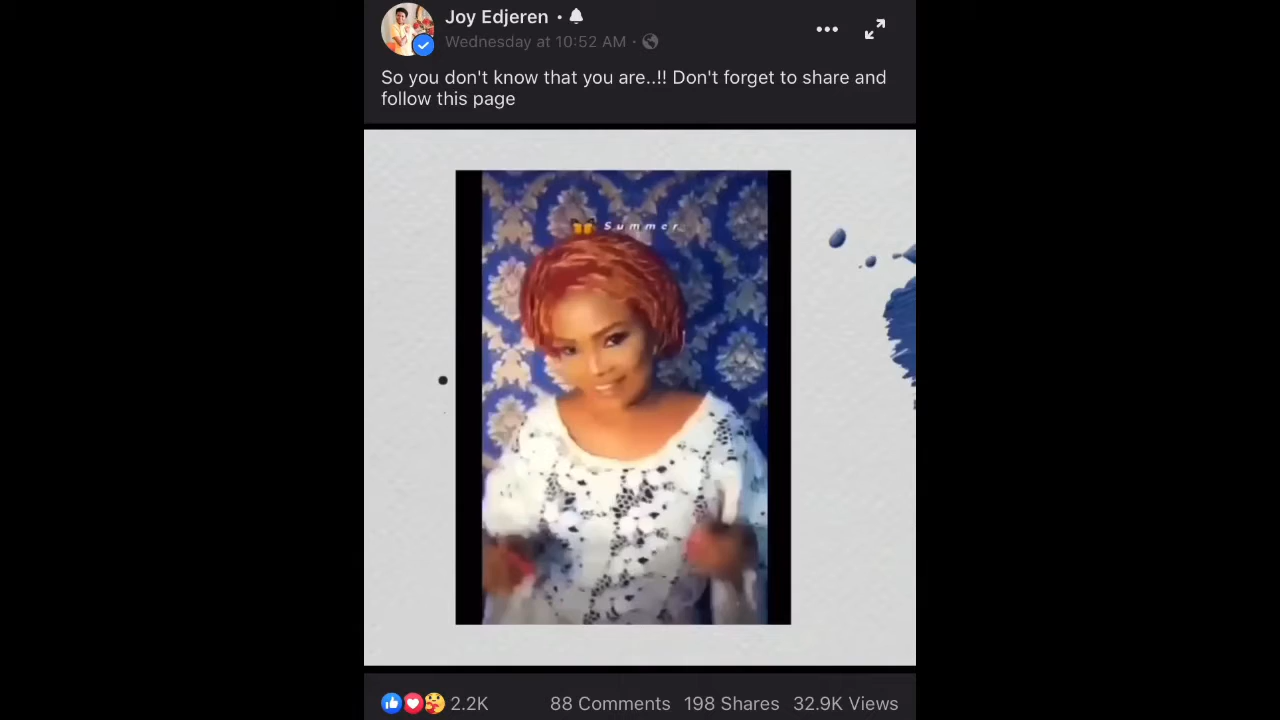 Joy Edjeren •
Wednesday at 10:52 AM •
So you don't know that you are..!! Don't forget to share and
follow this page
Summer
2.2K 88 Comments 198 Shares 32.9K Views